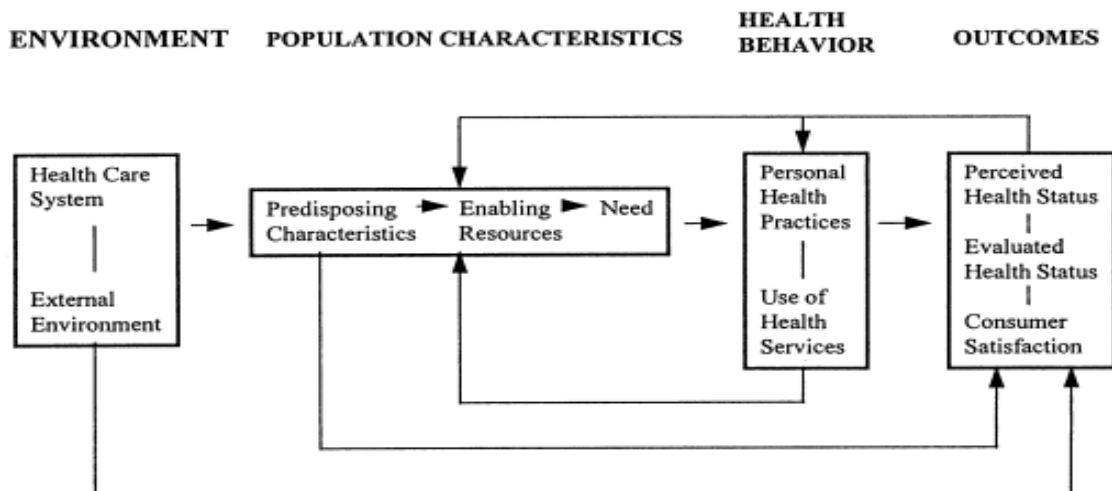 ENVIRONMENT
POPULATION CHARACTERISTICS
HEALTH
BEHAVIOR
OUTCOMES
Health Care
System
External
Environment
Predisposing
Characteristics
Enabling
Resources
Need
Personal
Health
Practices
Use of
Health
Services
Perceived
Health Status
Evaluated
Health Status
Consumer
Satisfaction